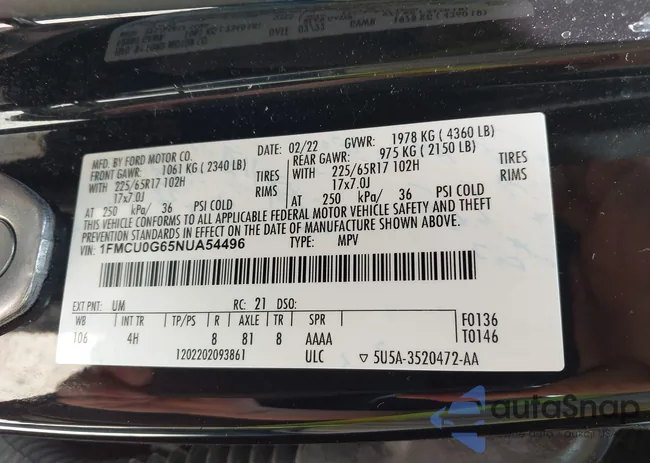 MFD. BY FORD MOTOR CO. 02/22 GVWR: 1978 KG ( 4360 LB)
FRONT GAWR: 1061 KG ( 2340 LB) REAR GAWR: 975 KG ( 2150 LB)
WITH 225/65R17 102H TIRES WITH 225/65R17 102H TIRES
17x7.0J RIMS 17x7.0J RIMS
AT 250 kPa/ 36 PSI COLD AT 250 kPa/ 36 PSI COLD
THIS VEHICLE CONFORMS TO ALL APPLICABLE FEDERAL MOTOR VEHICLE SAFETY AND THEFT
PREVENTION STANDARDS IN EFFECT ON THE DATE OF MANUFACTURE SHOWN ABOVE.
VIN: 1FMCU0G65NUA54496 TYPE: MPV
EXT PNT: UM RC: 21 DSO: F0136
WB INT TR TP/PS R AXLE TR SPR T0146
106 4H 8 81 8 AAAA
1202202093861 ULC ▽ 5U5A-3520472-AA
autoSnap